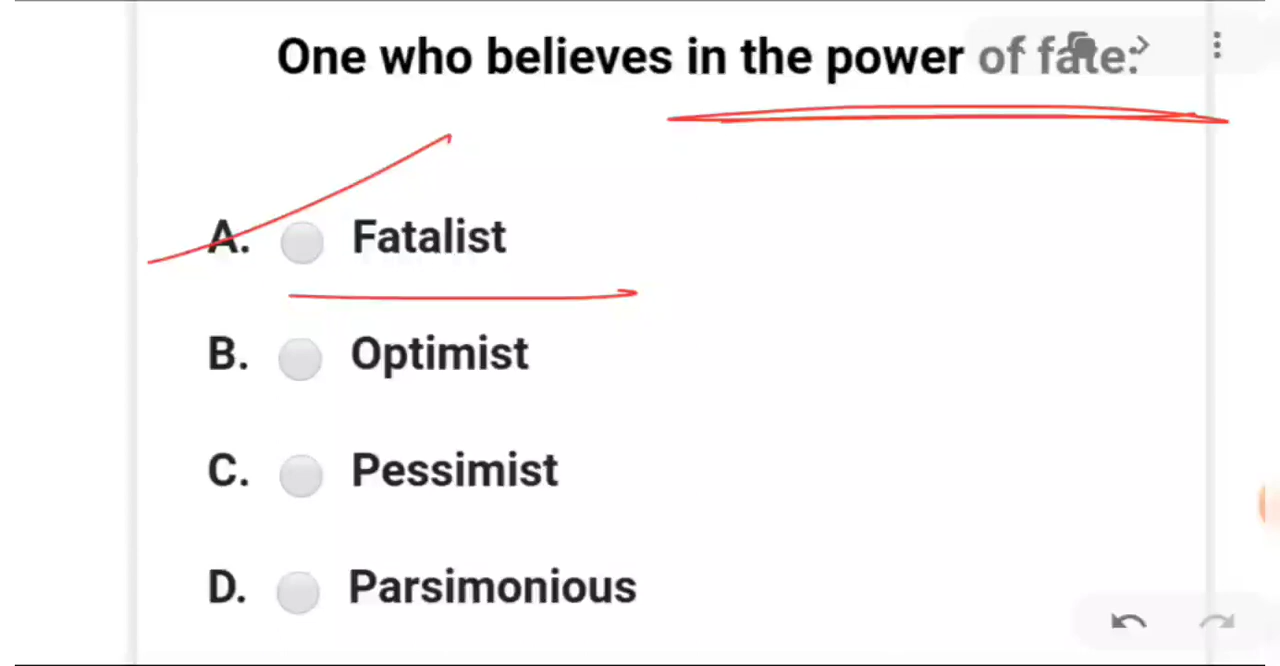 One who believes in the power of fate:
A. Fatalist
B. Optimist
C. Pessimist
D. Parsimonious